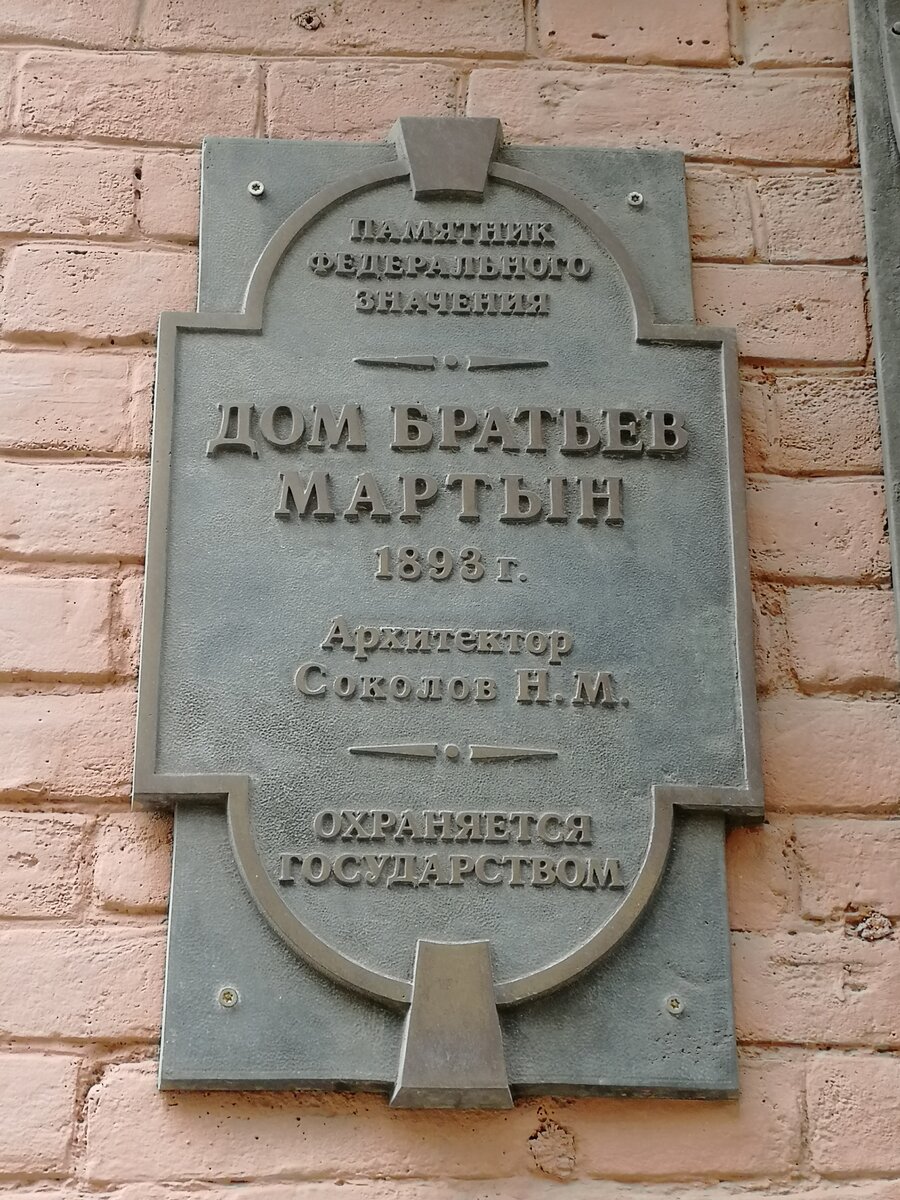 ПАМЯТНИК
ФЕДЕРАЛЬНОГО
ЗНАЧЕНИЯ
ДОМ БРАТЬЕВ
МАРТЫН
1893 г.
Архитектор
Соколов Н.М.
ОХРАНЯЕТСЯ
ГОСУДАРСТВОМ